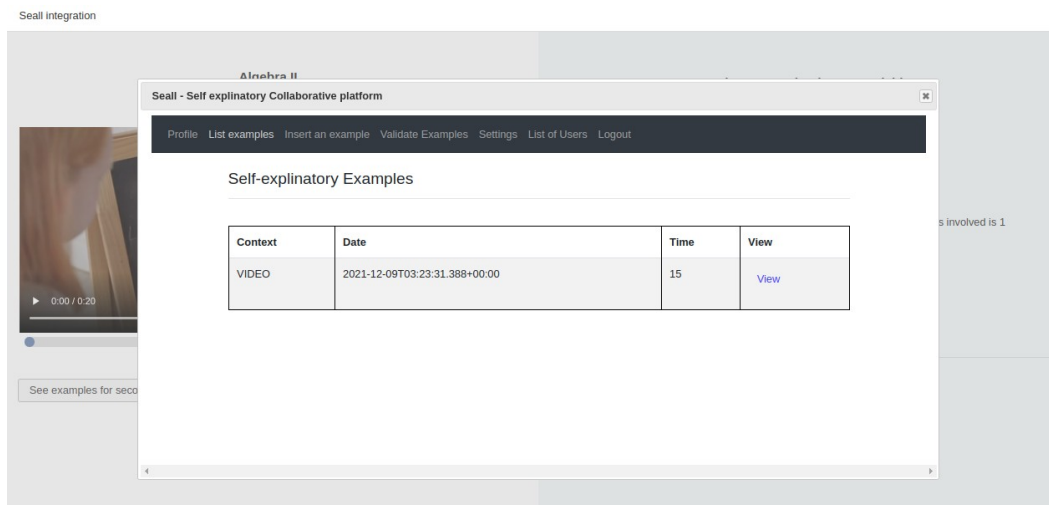 Seall integration
Algebra II
Seall - Self explinatory Collaborative platform
Profile List examples Insert an example Validate Examples Settings List of Users Logout
Self-explinatory Examples
Context Date Time View
VIDEO 2021-12-09T03:23:31.388+00:00 15 View
s involved is 1
0:00 / 0:20
See examples for seco